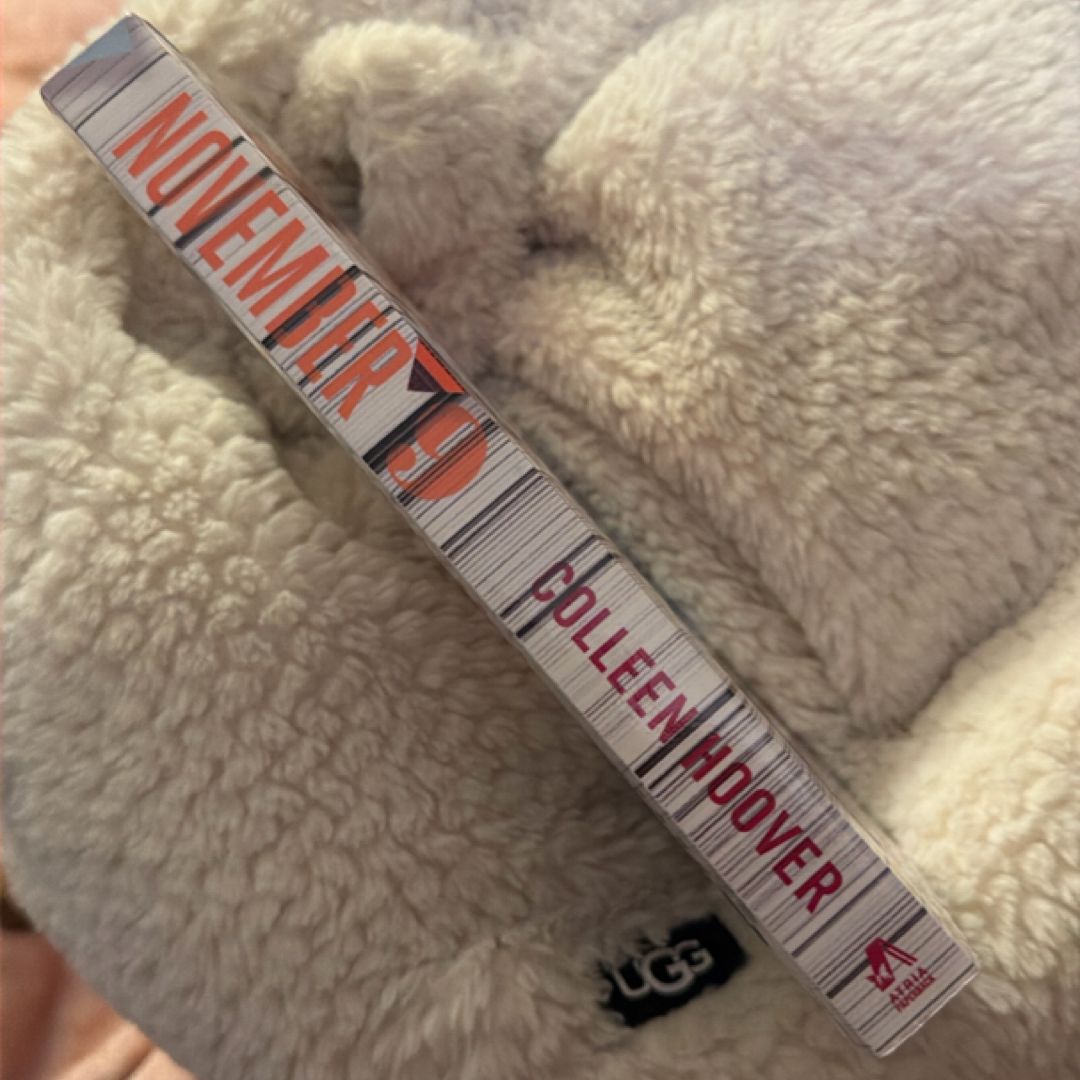 NOVEMBER 9
COLLEEN HOOVER
ATRIA
PAPERBACK
UGG